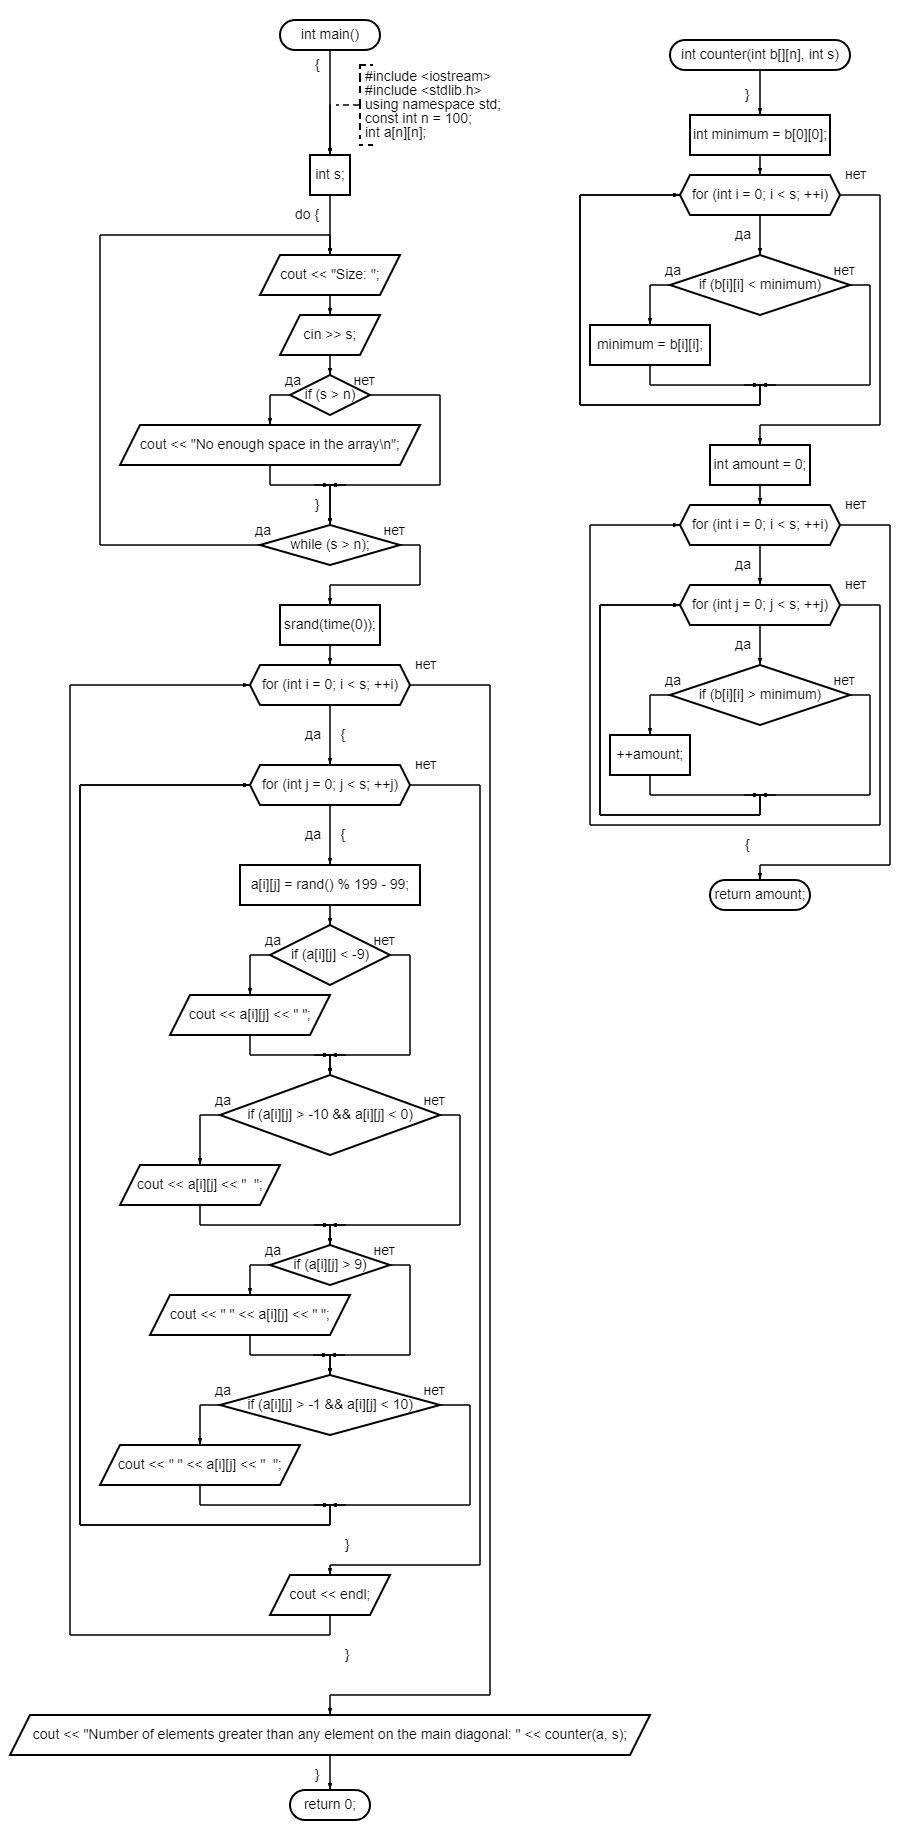 int main()
{
#include <iostream>
#include <stdlib.h>
using namespace std;
const int n = 100;
int a[n][n];
int s;
do {
cout << "Size: ";
cin >> s;
да
нет
if (s > n)
cout << "No enough space in the array\n";
}
да
нет
while (s > n);
srand(time(0));
нет
for (int i = 0; i < s; ++i)
да {
нет
for (int j = 0; j < s; ++j)
да {
a[i][j] = rand() % 199 - 99;
да
нет
if (a[i][j] < -9)
cout << a[i][j] << " ";
да
нет
if (a[i][j] > -10 && a[i][j] < 0)
cout << a[i][j] << "  ";
да
нет
if (a[i][j] > 9)
cout << " " << a[i][j] << " ";
да
нет
if (a[i][j] > -1 && a[i][j] < 10)
cout << " " << a[i][j] << "  ";
}
cout << endl;
}
cout << "Number of elements greater than any element on the main diagonal: " << counter(a, s);
}
return 0;
int counter(int b[][n], int s)
}
int minimum = b[0][0];
нет
for (int i = 0; i < s; ++i)
да
да
нет
if (b[i][i] < minimum)
minimum = b[i][i];
int amount = 0;
нет
for (int i = 0; i < s; ++i)
да
нет
for (int j = 0; j < s; ++j)
да
да
нет
if (b[i][i] > minimum)
++amount;
{
return amount;